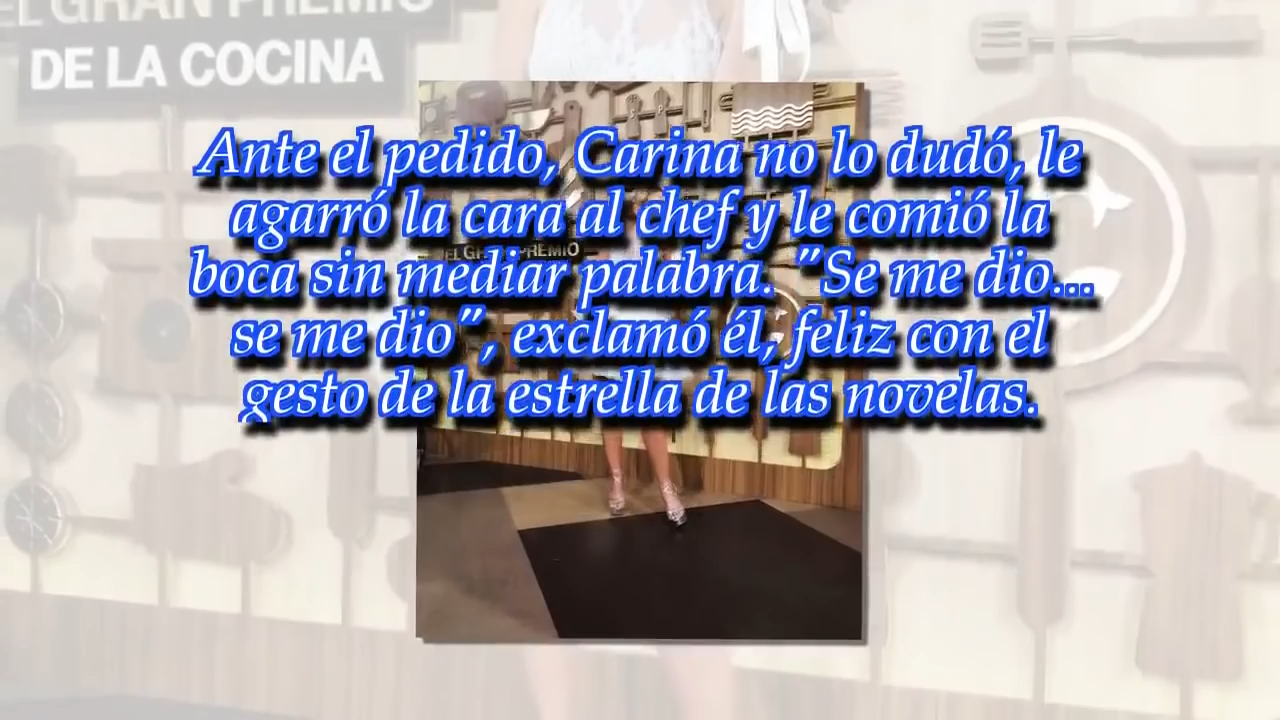 EL GRAN PREMIO
DE LA COCINA
Ante el pedido, Carina no lo dudó, le
agarró la cara al chef y le comió la
boca sin mediar palabra. "Se me dio...
se me dio", exclamó él, feliz con el
gesto de la estrella de las novelas.